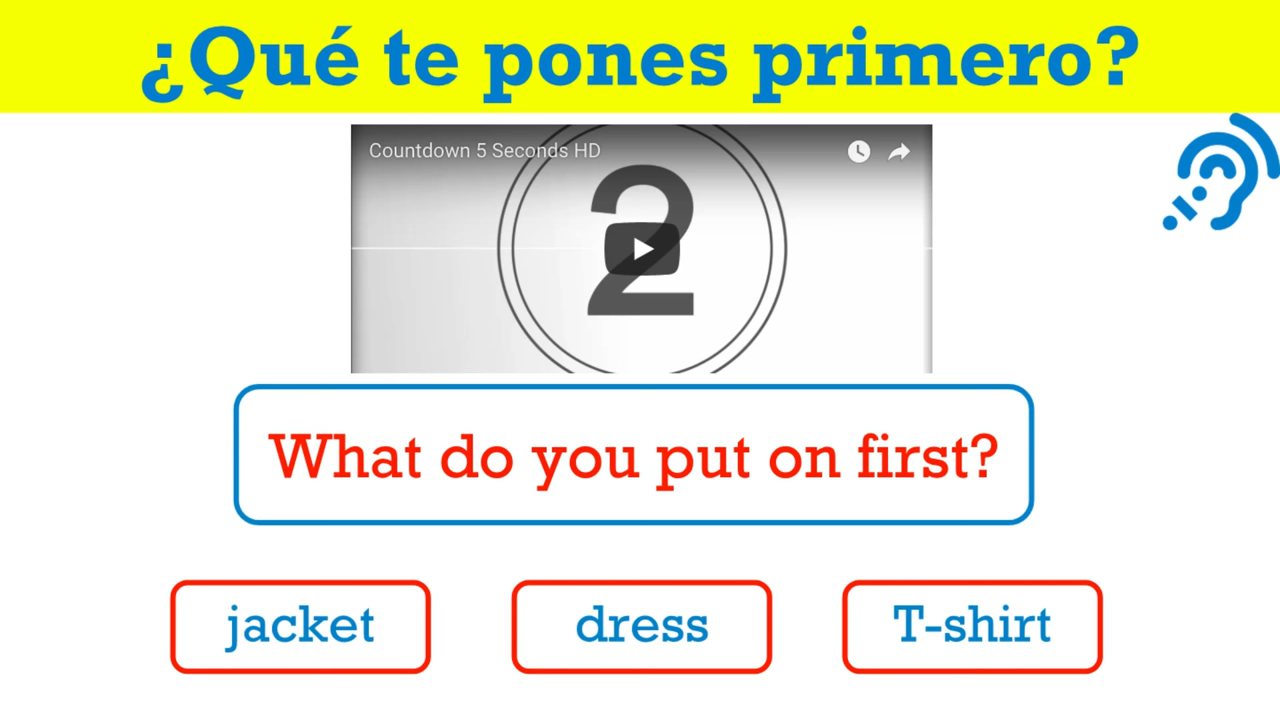 ¿Qué te pones primero?
Countdown 5 Seconds HD
2
What do you put on first?
jacket
dress
T-shirt